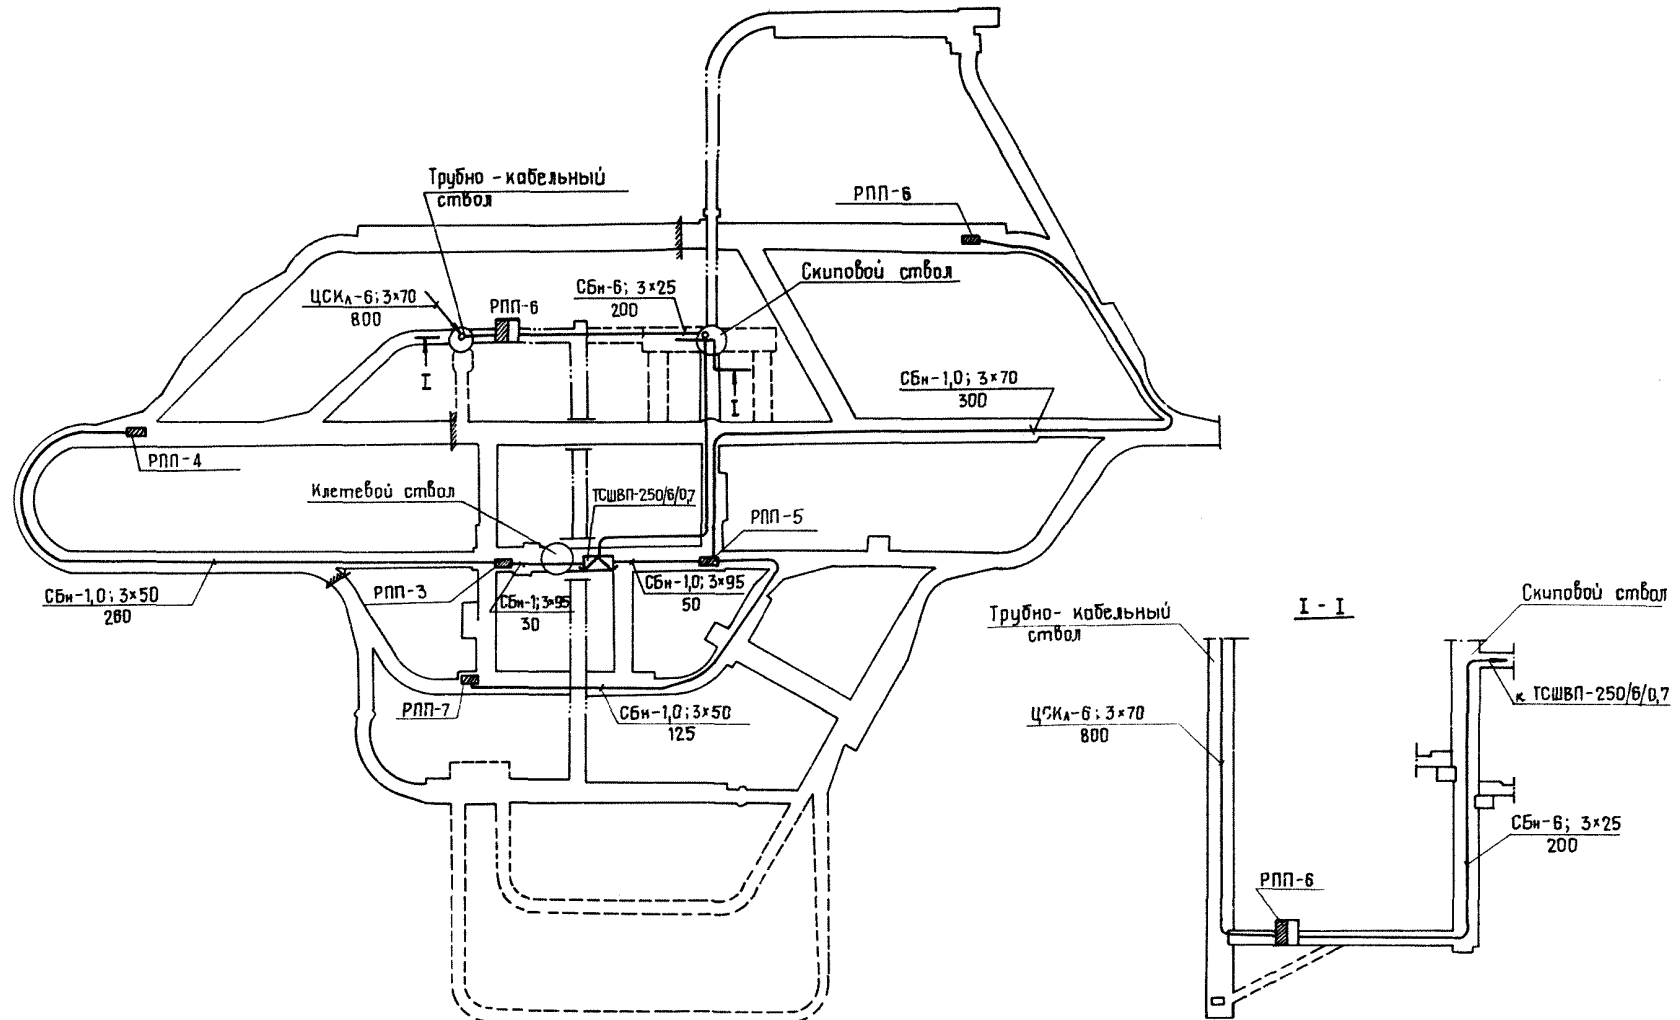 Трубно-кабельный
ствол
РПП-6
Скиповой ствол
ЦСКл-6; 3×70
800
РПП-6
СБн-6; 3×25
200
I
I
СБн-1,0; 3×70
300
РПП-4
Клетевой ствол
ТСШВП-250/6/0,7
РПП-5
СБн-1,0; 3×50
260
РПП-3
СБн-1; 3×95
30
СБн-1,0; 3×95
50
РПП-7
СБн-1,0; 3×50
125
I - I
Трубно-кабельный
ствол
Скиповой ствол
к ТСШВП-250/6/0,7
ЦСКл-6; 3×70
800
СБн-6; 3×25
200
РПП-6